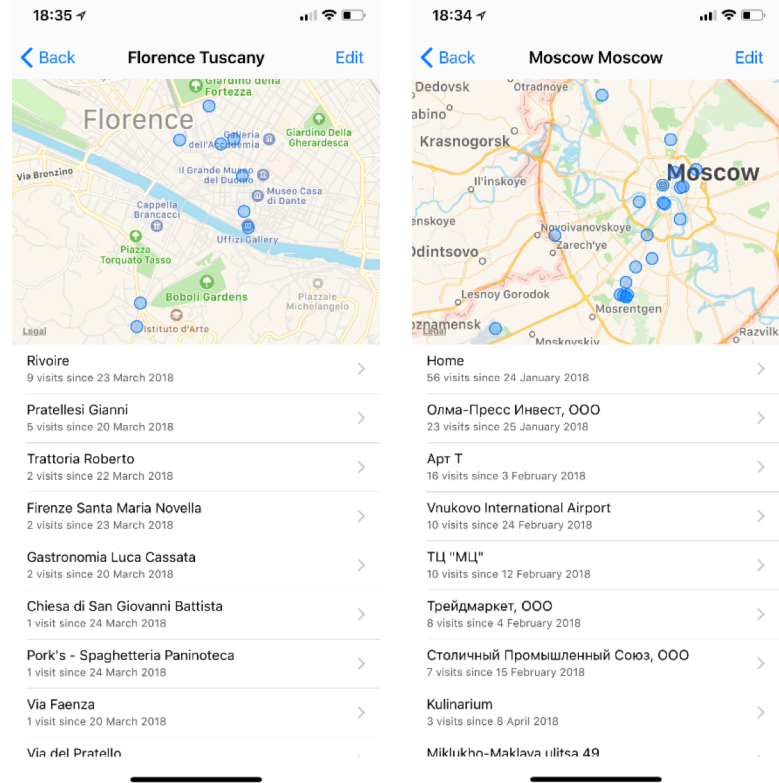 18:35
Back
Florence Tuscany
Edit
Giardino della
Fortezza
Florence
Galleria
dell'Accademia
Giardino Della
Gherardesca
Via Bronzino
Il Grande Museo
del Duomo
Museo Casa
di Dante
Cappella
Brancacci
Uffizi Gallery
Piazza
Torquato Tasso
Boboli Gardens
Piazzale
Michelangelo
Legal
Istituto d'Arte
Rivoire
9 visits since 23 March 2018
Pratellesi Gianni
5 visits since 20 March 2018
Trattoria Roberto
2 visits since 22 March 2018
Firenze Santa Maria Novella
2 visits since 23 March 2018
Gastronomia Luca Cassata
2 visits since 20 March 2018
Chiesa di San Giovanni Battista
1 visit since 24 March 2018
Pork's - Spaghetteria Paninoteca
1 visit since 24 March 2018
Via Faenza
1 visit since 20 March 2018
Via del Pratello
18:34
Back
Moscow Moscow
Edit
Dedovsk
Otradnoye
abino
Krasnogorsk
Moscow
Il'inskoye
enskoye
Novoivanovskoye
Odintsovo
Zarech'ye
Lesnoy Gorodok
Mosrentgen
oznamensk
Legal
Moskovskiy
Razvilk
Home
56 visits since 24 January 2018
Олма-Пресс Инвест, ООО
23 visits since 25 January 2018
Арт Т
16 visits since 3 February 2018
Vnukovo International Airport
10 visits since 24 February 2018
ТЦ "МЦ"
10 visits since 12 February 2018
Трейдмаркет, ООО
8 visits since 4 February 2018
Столичный Промышленный Союз, ООО
7 visits since 15 February 2018
Kulinarium
3 visits since 8 April 2018
Miklukho-Maklaya ulitsa 49